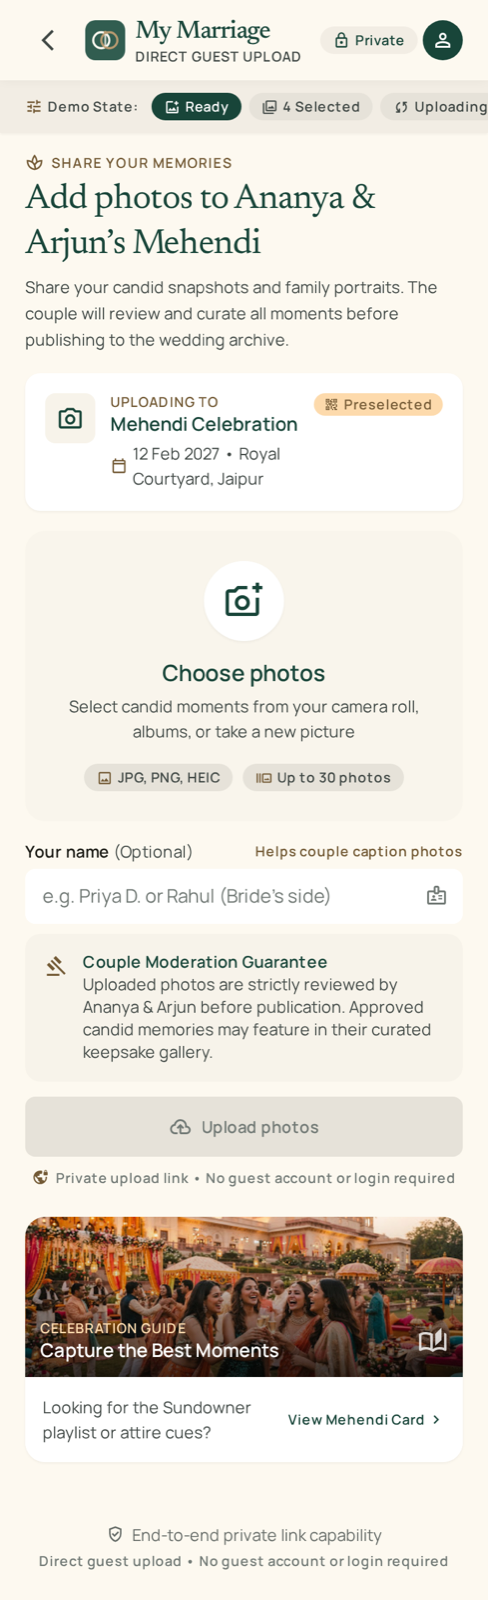 My Marriage
DIRECT GUEST UPLOAD
Private
Demo State:
Ready
4 Selected
Uploading
SHARE YOUR MEMORIES
Add photos to Ananya &
Arjun's Mehendi
Share your candid snapshots and family portraits. The
couple will review and curate all moments before
publishing to the wedding archive.
UPLOADING TO
Preselected
Mehendi Celebration
12 Feb 2027 • Royal
Courtyard, Jaipur
Choose photos
Select candid moments from your camera roll,
albums, or take a new picture
JPG, PNG, HEIC
Up to 30 photos
Your name (Optional)
Helps couple caption photos
e.g. Priya D. or Rahul (Bride's side)
Couple Moderation Guarantee
Uploaded photos are strictly reviewed by
Ananya & Arjun before publication. Approved
candid memories may feature in their curated
keepsake gallery.
Upload photos
Private upload link • No guest account or login required
CELEBRATION GUIDE
Capture the Best Moments
Looking for the Sundowner
playlist or attire cues?
View Mehendi Card
End-to-end private link capability
Direct guest upload • No guest account or login required